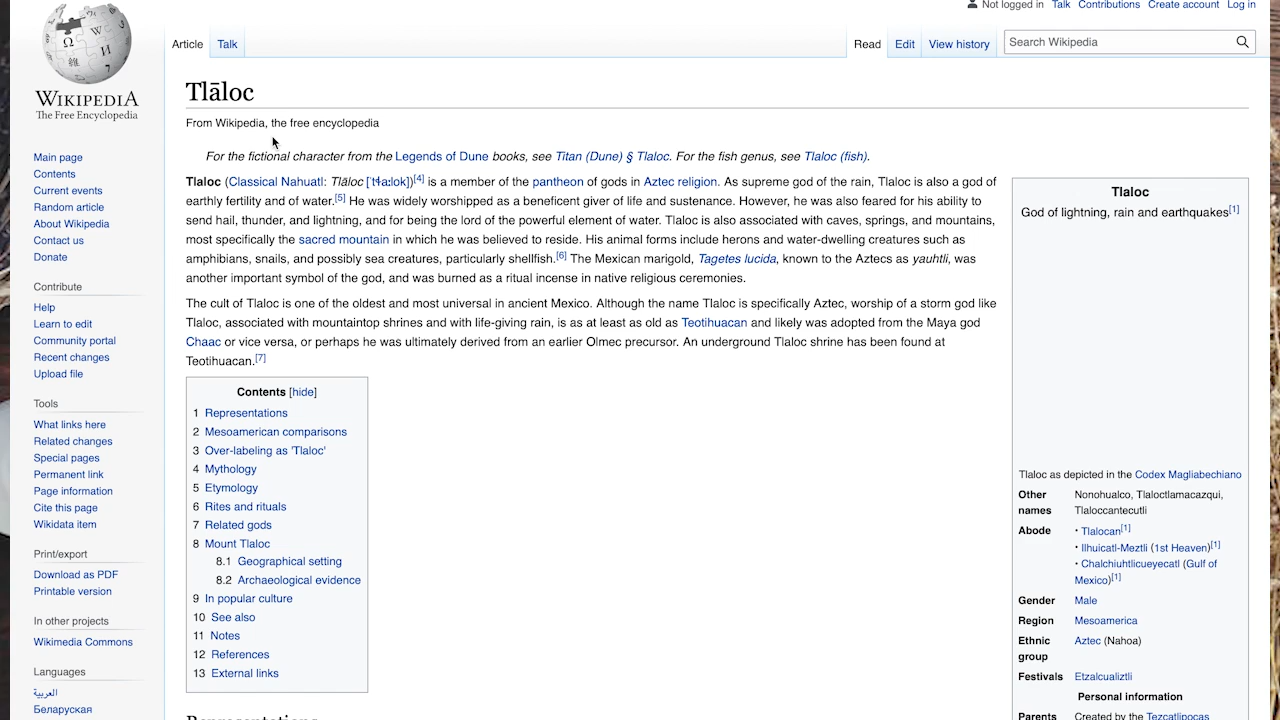 Not logged in Talk Contributions Create account Log in
Article Talk Read Edit View history Search Wikipedia
WIKIPEDIA
The Free Encyclopedia
Main page
Contents
Current events
Random article
About Wikipedia
Contact us
Donate
Contribute
Help
Learn to edit
Community portal
Recent changes
Upload file
Tools
What links here
Related changes
Special pages
Permanent link
Page information
Cite this page
Wikidata item
Print/export
Download as PDF
Printable version
In other projects
Wikimedia Commons
Languages
العربية
Беларуская
Tlāloc
From Wikipedia, the free encyclopedia
For the fictional character from the Legends of Dune books, see Titan (Dune) § Tlaloc. For the fish genus, see Tlaloc (fish).
Tlaloc (Classical Nahuatl: Tlāloc [ˈtɬaːlok])[4] is a member of the pantheon of gods in Aztec religion. As supreme god of the rain, Tlaloc is also a god of
earthly fertility and of water.[5] He was widely worshipped as a beneficent giver of life and sustenance. However, he was also feared for his ability to
send hail, thunder, and lightning, and for being the lord of the powerful element of water. Tlaloc is also associated with caves, springs, and mountains,
most specifically the sacred mountain in which he was believed to reside. His animal forms include herons and water-dwelling creatures such as
amphibians, snails, and possibly sea creatures, particularly shellfish.[6] The Mexican marigold, Tagetes lucida, known to the Aztecs as yauhtli, was
another important symbol of the god, and was burned as a ritual incense in native religious ceremonies.
The cult of Tlaloc is one of the oldest and most universal in ancient Mexico. Although the name Tlaloc is specifically Aztec, worship of a storm god like
Tlaloc, associated with mountaintop shrines and with life-giving rain, is as at least as old as Teotihuacan and likely was adopted from the Maya god
Chaac or vice versa, or perhaps he was ultimately derived from an earlier Olmec precursor. An underground Tlaloc shrine has been found at
Teotihuacan.[7]
Contents [hide]
1 Representations
2 Mesoamerican comparisons
3 Over-labeling as 'Tlaloc'
4 Mythology
5 Etymology
6 Rites and rituals
7 Related gods
8 Mount Tlaloc
8.1 Geographical setting
8.2 Archaeological evidence
9 In popular culture
10 See also
11 Notes
12 References
13 External links
Representations
Tlaloc
God of lightning, rain and earthquakes[1]
Tlaloc as depicted in the Codex Magliabechiano
Other names
Nonohualco, Tlaloctlamacazqui,
Tlaloccantecutli
Abode
• Tlalocan[1]
• Ilhuicatl-Meztli (1st Heaven)[1]
• Chalchiuhtlicueyecatl (Gulf of
Mexico)[1]
Gender Male
Region Mesoamerica
Ethnic group
Aztec (Nahoa)
Festivals Etzalcualiztli
Personal information
Parents Created by the Tezcatlipocas